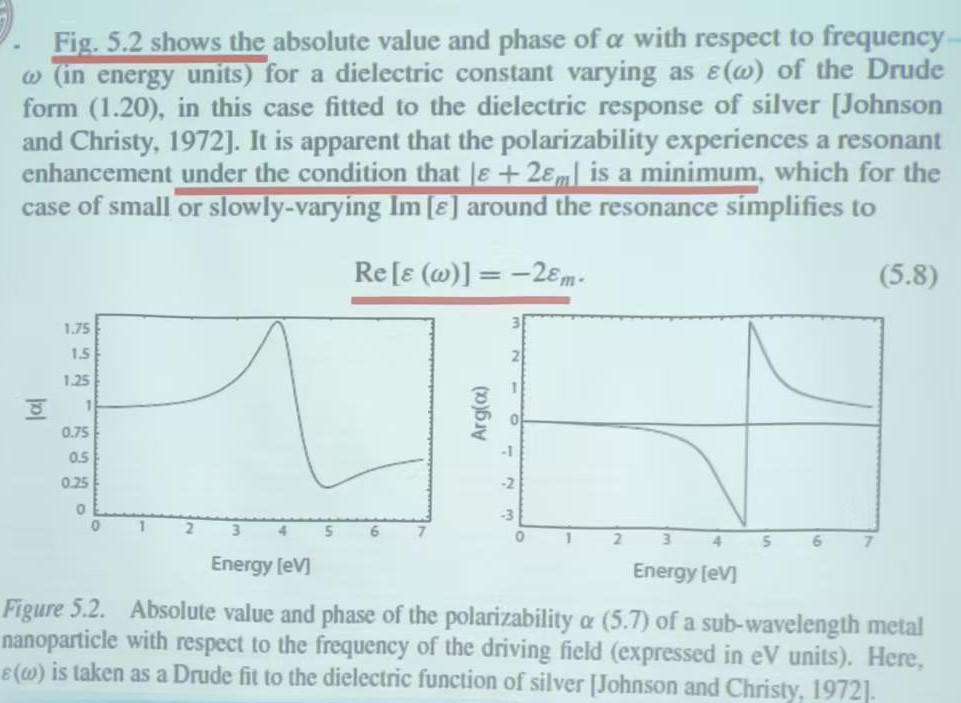 Fig. 5.2 shows the absolute value and phase of α with respect to frequency
ω (in energy units) for a dielectric constant varying as ε(ω) of the Drude
form (1.20), in this case fitted to the dielectric response of silver [Johnson
and Christy, 1972]. It is apparent that the polarizability experiences a resonant
enhancement under the condition that |ε + 2εm| is a minimum, which for the
case of small or slowly-varying Im [ε] around the resonance simplifies to
Re [ε (ω)] = −2εm. (5.8)
|α|
1.75
1.5
1.25
1
0.75
0.5
0.25
0
0 1 2 3 4 5 6 7
Energy [eV]
Arg(α)
3
2
1
0
-1
-2
-3
0 1 2 3 4 5 6 7
Energy [eV]
Figure 5.2. Absolute value and phase of the polarizability α (5.7) of a sub-wavelength metal
nanoparticle with respect to the frequency of the driving field (expressed in eV units). Here,
ε(ω) is taken as a Drude fit to the dielectric function of silver [Johnson and Christy, 1972].